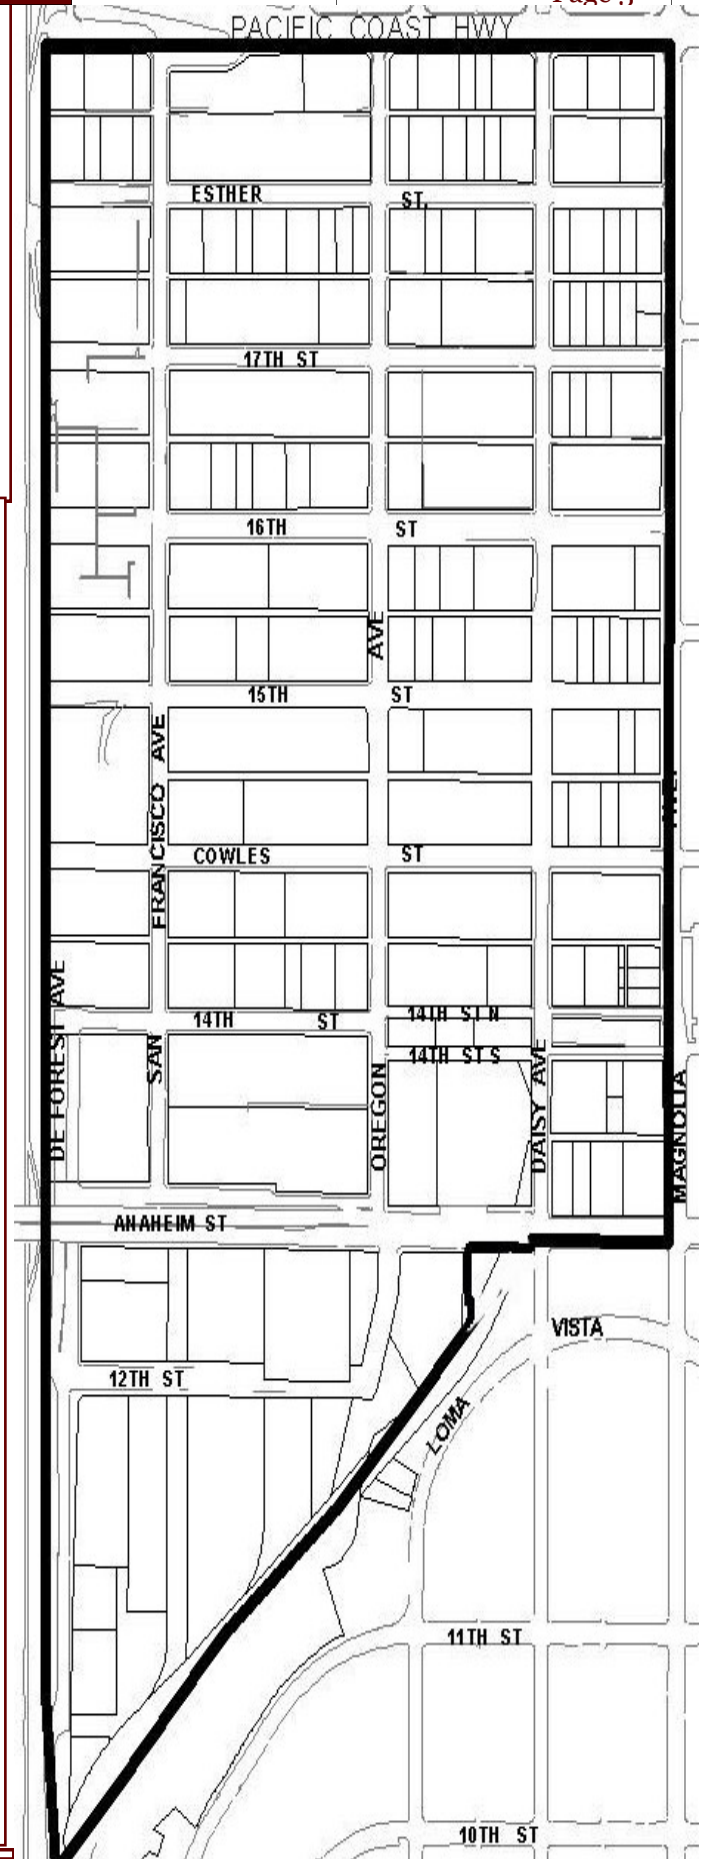 PACIFIC COAST HWY
ESTHER ST.
17TH ST
16TH ST
AVE
15TH ST
SAN FRANCISCO AVE
COWLES ST
DE FOREST AVE
14TH ST
14TH ST N
14TH ST S
OREGON
DAISY AVE
MAGNOLIA
ANAHEIM ST
VISTA
12TH ST
LOMA
11TH ST
10TH ST